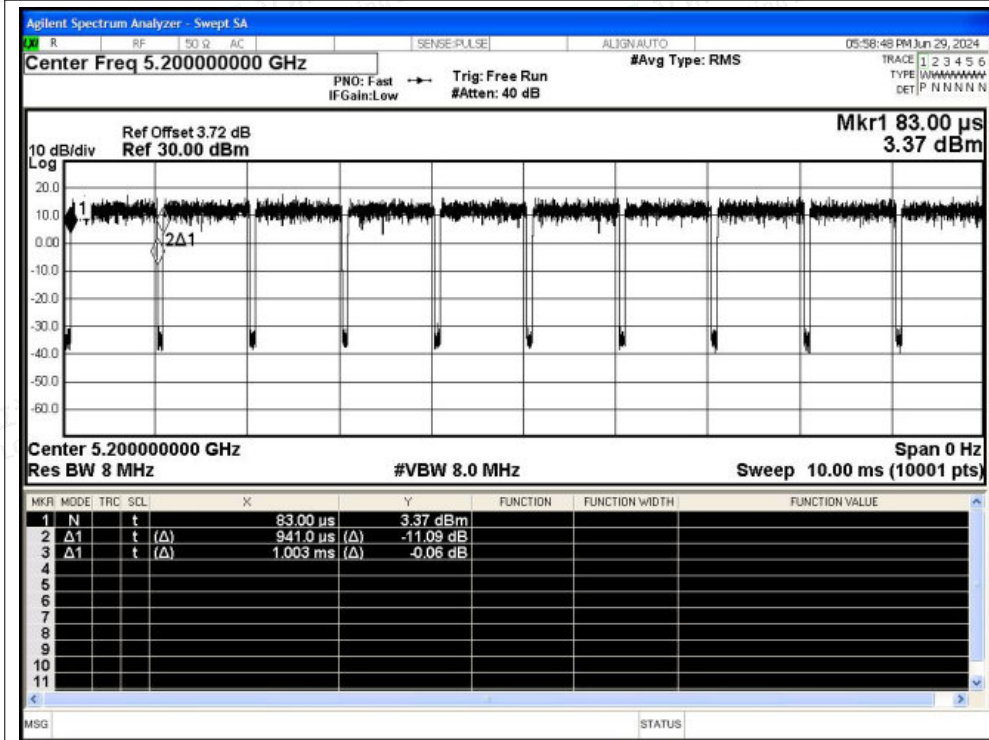 Agilent Spectrum Analyzer - Swept SA
LXI R RF 50 Ω AC SENSE:PULSE ALIGN AUTO 05:58:48 PM Jun 29, 2024
Center Freq 5.200000000 GHz #Avg Type: RMS TRACE 1 2 3 4 5 6
PNO: Fast Trig: Free Run TYPE WWWWWW
IFGain:Low #Atten: 40 dB DET P N N N N N
Mkr1 83.00 µs
Ref Offset 3.72 dB
10 dB/div Ref 30.00 dBm 3.37 dBm
Log
20.0
10.0
0.00
-10.0
-20.0
-30.0
-40.0
-50.0
-60.0
1
2Δ1
Center 5.200000000 GHz Span 0 Hz
Res BW 8 MHz #VBW 8.0 MHz Sweep 10.00 ms (10001 pts)
MKR MODE TRC SCL X Y FUNCTION FUNCTION WIDTH FUNCTION VALUE
1 N t 83.00 µs 3.37 dBm
2 Δ1 t (Δ) 941.0 µs (Δ) -11.09 dB
3 Δ1 t (Δ) 1.003 ms (Δ) -0.06 dB
4
5
6
7
8
9
10
11
MSG STATUS